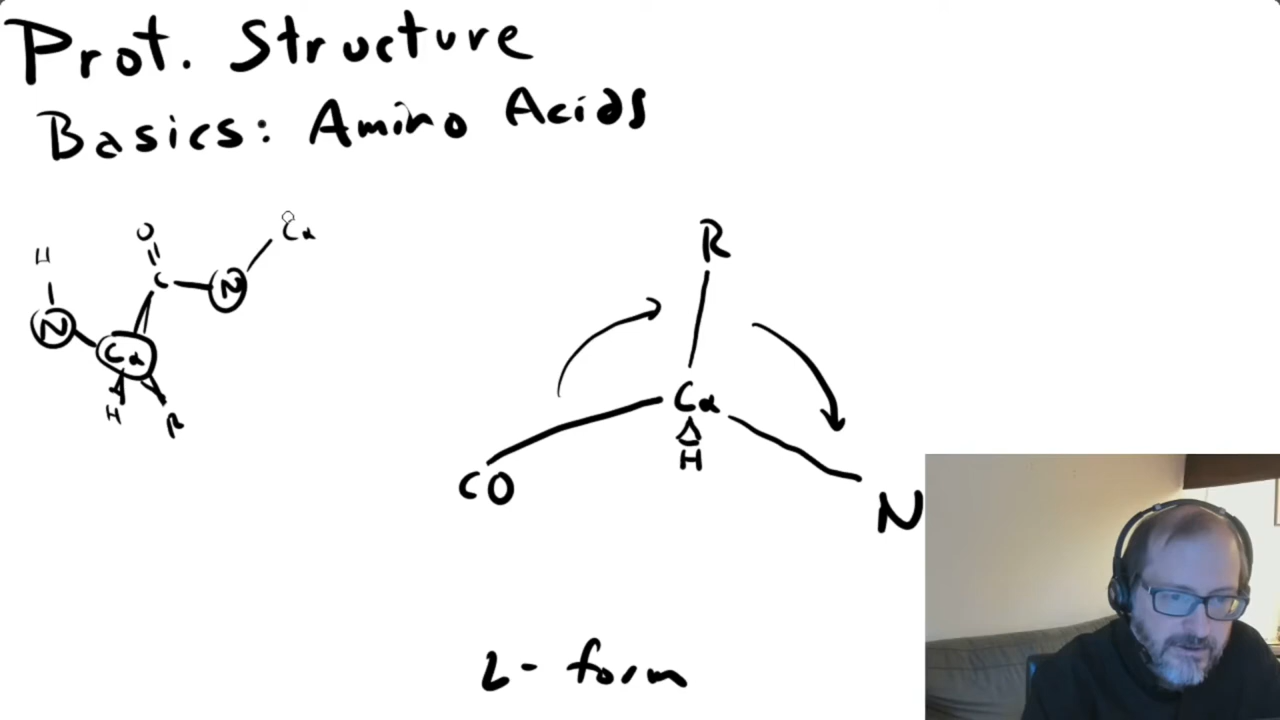 Prot. Structure
Basics: Amino Acids
O Cα
H
C N
N Cα
H R
R
Cα
H
CO N
L- form